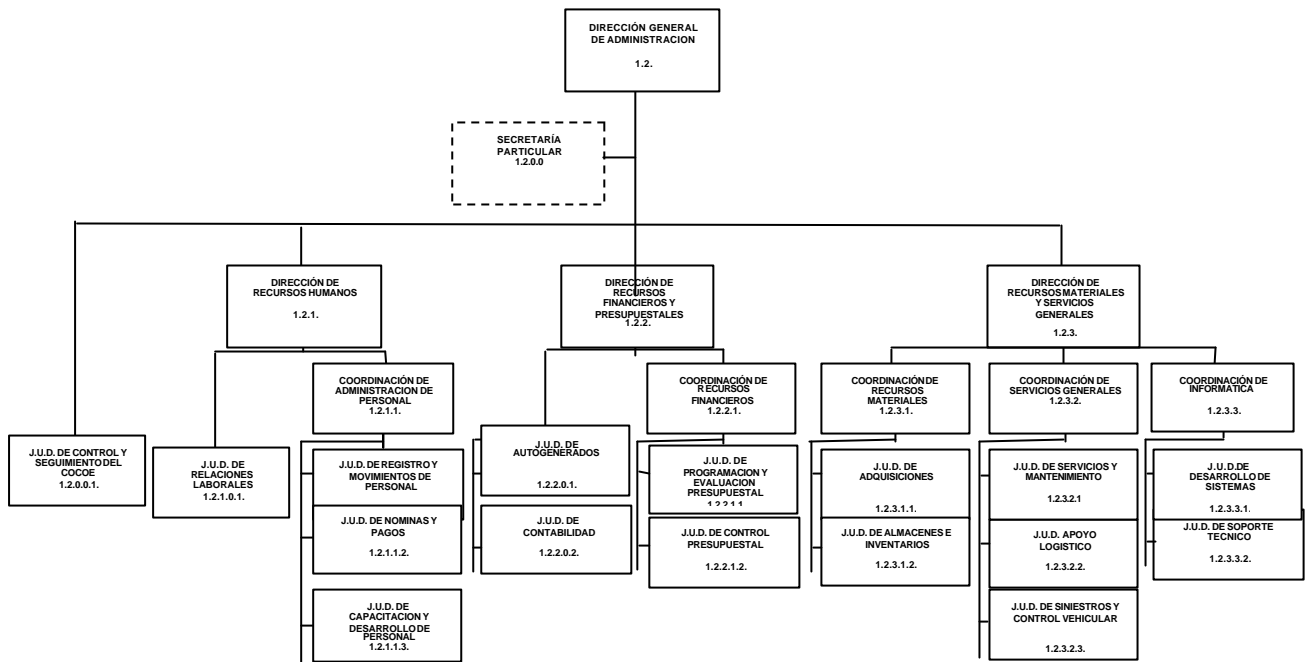 DIRECCIÓN GENERAL
DE ADMINISTRACION
1.2.
SECRETARÍA
PARTICULAR
1.2.0.0
DIRECCIÓN DE
RECURSOS HUMANOS
1.2.1.
DIRECCIÓN DE
RECURSOS
FINANCIEROS Y
PRESUPUESTALES
1.2.2.
DIRECCIÓN DE
RECURSOS MATERIALES
Y SERVICIOS
GENERALES
1.2.3.
COORDINACIÓN DE
ADMINISTRACION DE
PERSONAL
1.2.1.1.
COORDINACIÓN DE
RECURSOS
FINANCIEROS
1.2.2.1.
COORDINACIÓN DE
RECURSOS
MATERIALES
1.2.3.1.
COORDINACIÓN DE
SERVICIOS GENERALES
1.2.3.2.
COORDINACIÓN DE
INFORMATICA
1.2.3.3.
J.U.D. DE CONTROL Y
SEGUIMIENTO DEL
COCOE
1.2.0.0.1.
J.U.D. DE
RELACIONES
LABORALES
1.2.1.0.1.
J.U.D. DE REGISTRO Y
MOVIMIENTOS DE
PERSONAL
J.U.D. DE NOMINAS Y
PAGOS
1.2.1.1.2.
J.U.D. DE
CAPACITACION Y
DESARROLLO DE
PERSONAL
1.2.1.1.3.
J.U.D. DE
AUTOGENERADOS
1.2.2.0.1.
J.U.D. DE
CONTABILIDAD
1.2.2.0.2.
J.U.D. DE
PROGRAMACION Y
EVALUACION
PRESUPUESTAL
1.2.2.1.1.
J.U.D. DE CONTROL
PRESUPUESTAL
1.2.2.1.2.
J.U.D. DE
ADQUISICIONES
1.2.3.1.1.
J.U.D. DE ALMACENES E
INVENTARIOS
1.2.3.1.2.
J.U.D. DE SERVICIOS Y
MANTENIMIENTO
1.2.3.2.1
J.U.D. APOYO
LOGISTICO
1.2.3.2.2.
J.U.D. DE SINIESTROS Y
CONTROL VEHICULAR
1.2.3.2.3.
J.U.D.DE
DESARROLLO DE
SISTEMAS
1.2.3.3.1.
J.U.D. DE SOPORTE
TECNICO
1.2.3.3.2.